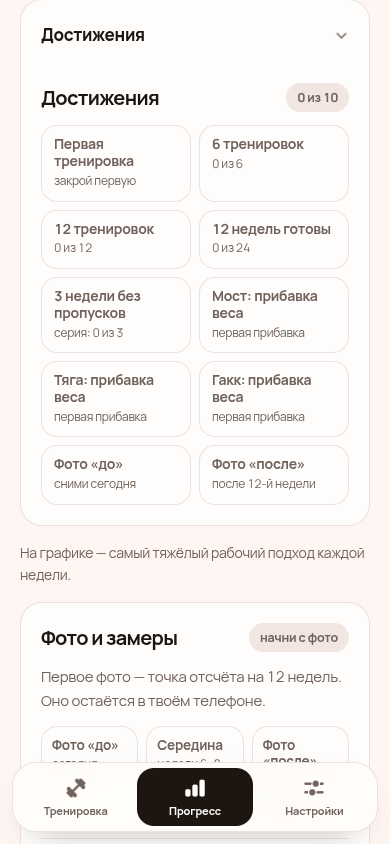 Достижения
Достижения
0 из 10
Первая
тренировка
закрой первую
6 тренировок
0 из 6
12 тренировок
0 из 12
12 недель готовы
0 из 24
3 недели без
пропусков
серия: 0 из 3
Мост: прибавка
веса
первая прибавка
Тяга: прибавка
веса
первая прибавка
Гакк: прибавка
веса
первая прибавка
Фото «до»
сними сегодня
Фото «после»
после 12-й недели
На графике — самый тяжёлый рабочий подход каждой
недели.
Фото и замеры
начни с фото
Первое фото — точка отсчёта на 12 недель.
Оно остаётся в твоём телефоне.
Фото «до»
Середина
Фото
«после»
Тренировка
Прогресс
Настройки